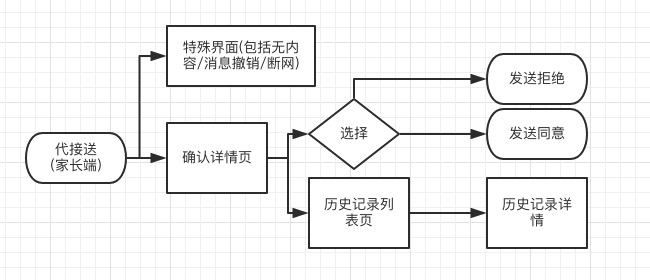 特殊界面(包括无内
容/消息撤销/断网)
发送拒绝
代接送
(家长端)
确认详情页
选择
发送同意
历史记录列
表页
历史记录详
情